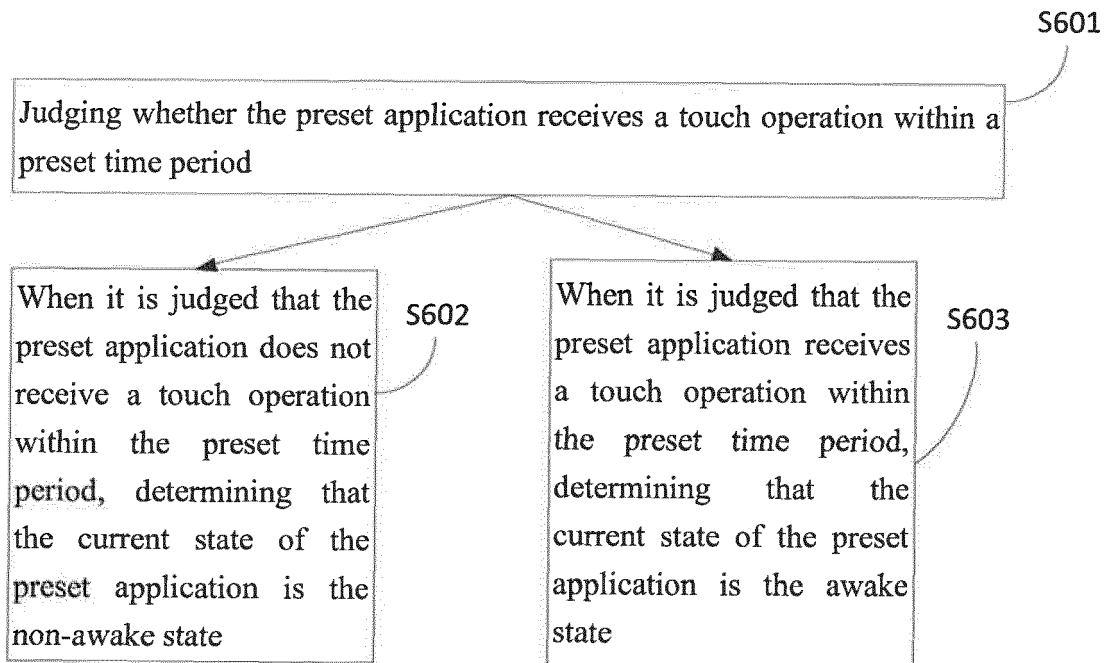 S601
Judging whether the preset application receives a touch operation within a
preset time period
When it is judged that the
preset application does not
receive a touch operation
within the preset time
period, determining that
the current state of the
preset application is the
non-awake state
S602
When it is judged that the
preset application receives
a touch operation within
the preset time period,
determining that the
current state of the preset
application is the awake
state
S603